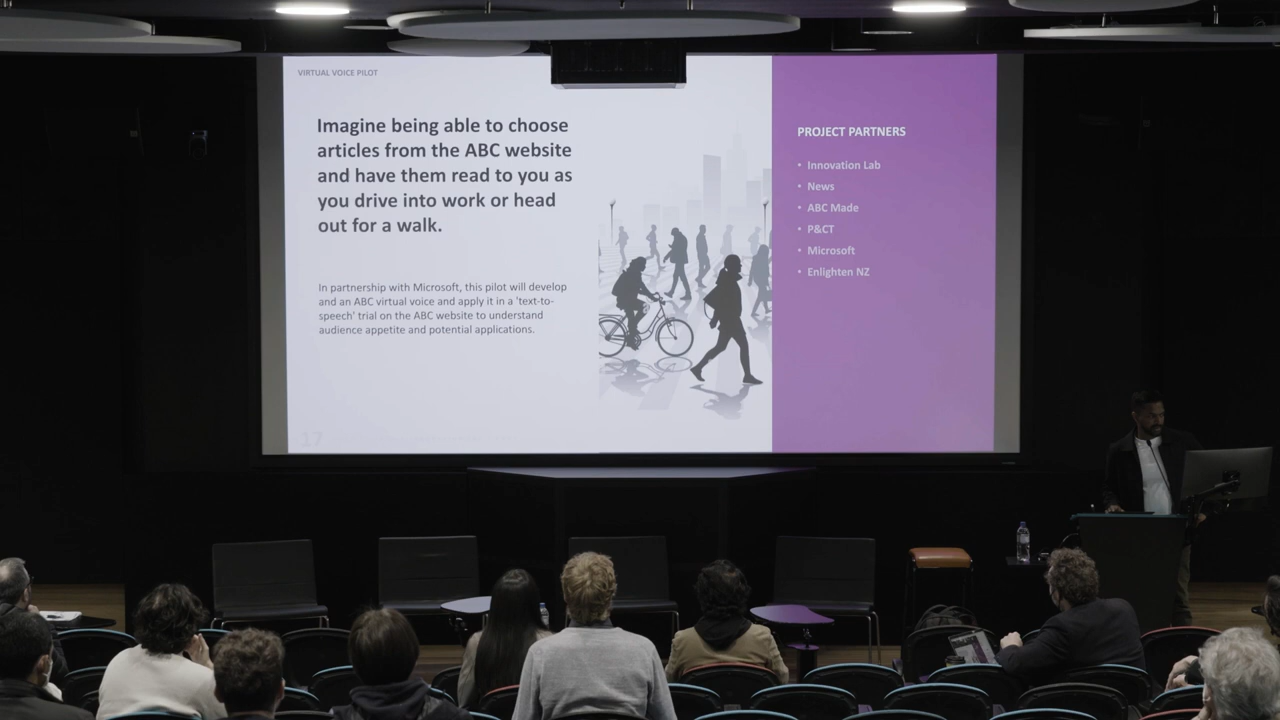 VIRTUAL VOICE PILOT
Imagine being able to choose
articles from the ABC website
and have them read to you as
you drive into work or head
out for a walk.
In partnership with Microsoft, this pilot will develop
and an ABC virtual voice and apply it in a 'text-to-
speech' trial on the ABC website to understand
audience appetite and potential applications.
17
PROJECT PARTNERS
• Innovation Lab
• News
• ABC Made
• P&CT
• Microsoft
• Enlighten NZ